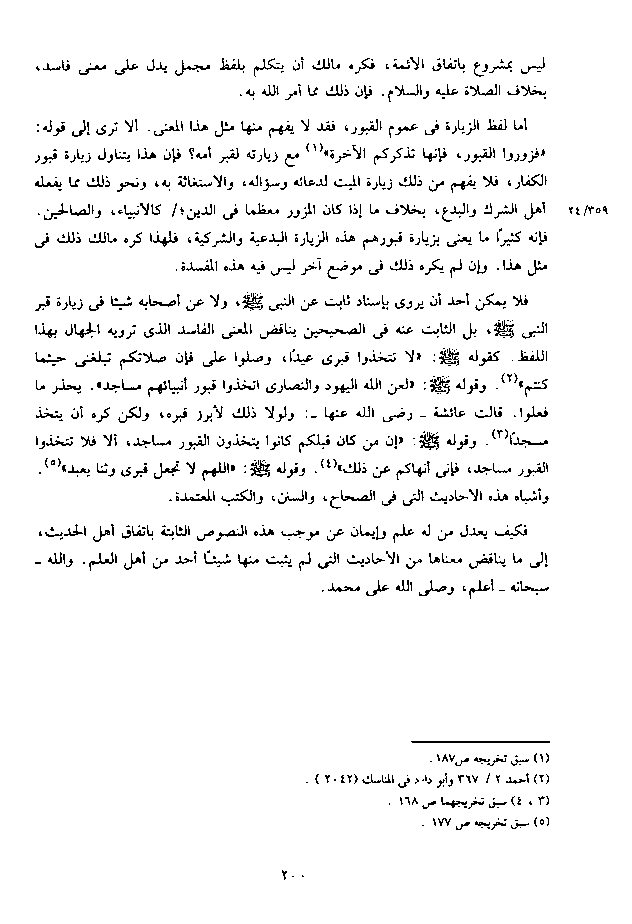 ليس بمشروع باتفاق الأئمة، فكره مالك أن يتكلم بلفظ مجمل يدل على معنى فاسد،
بخلاف الصلاة عليه والسلام. فإن ذلك مما أمر الله به.
أما لفظ الزيارة فى عموم القبور، فقد لا يفهم منها مثل هذا المعنى. ألا ترى إلى قوله:
«فزوروا القبور، فإنها تذكركم الآخرة»(١) مع زيارته لقبر أمه؟ فإن هذا يتناول زيارة قبور
الكفار، فلا يفهم من ذلك زيارة الميت لدعائه وسؤاله، والاستغاثة به، ونحو ذلك مما يفعله
٢٤/٣٥٩ أهل الشرك والبدع، بخلاف ما إذا كان المزور معظما فى الدين؛/ كالأنبياء، والصالحين.
فإنه كثيرًا ما يعنى بزيارة قبورهم هذه الزيارة البدعية والشركية، فلهذا كره مالك ذلك فى
مثل هذا. وإن لم يكره ذلك فى موضع آخر ليس فيه هذه المفسدة.
فلا يمكن أحد أن يروى بإسناد ثابت عن النبى ﷺ، ولا عن أصحابه شيئا فى زيارة قبر
النبى ﷺ، بل الثابت عنه فى الصحيحين يناقض المعنى الفاسد الذى ترويه الجهال بهذا
اللفظ. كقوله ﷺ: «لا تتخذوا قبرى عيدًا، وصلوا على فإن صلاتكم تبلغنى حيثما
كنتم»(٢). وقوله ﷺ: «لعن الله اليهود والنصارى اتخذوا قبور أنبيائهم مساجد». يحذر ما
فعلوا. قالت عائشة ـ رضى الله عنها ـ: ولولا ذلك لأبرز قبره، ولكن كره أن يتخذ
مسجدًا(٣). وقوله ﷺ: «إن من كان قبلكم كانوا يتخذون القبور مساجد، ألا فلا تتخذوا
القبور مساجد، فإنى أنهاكم عن ذلك»(٤). وقوله ﷺ: «اللهم لا تجعل قبرى وثنا يعبد»(٥).
وأشباه هذه الأحاديث التى فى الصحاح، والسنن، والكتب المعتمدة.
فكيف يعدل من له علم وإيمان عن موجب هذه النصوص الثابتة باتفاق أهل الحديث،
إلى ما يناقض معناها من الأحاديث التى لم يثبت منها شيئًا أحد من أهل العلم. والله ـ
سبحانه ـ أعلم، وصلى الله على محمد.
(١) سبق تخريجه ص١٨٧.
(٢) أحمد ٢ / ٣٦٧ وأبو داود فى المناسك (٢٠٤٢).
(٣ ، ٤) سبق تخريجهما ص ١٦٨ .
(٥) سبق تخريجه ص ١٧٧ .
٢٠٠